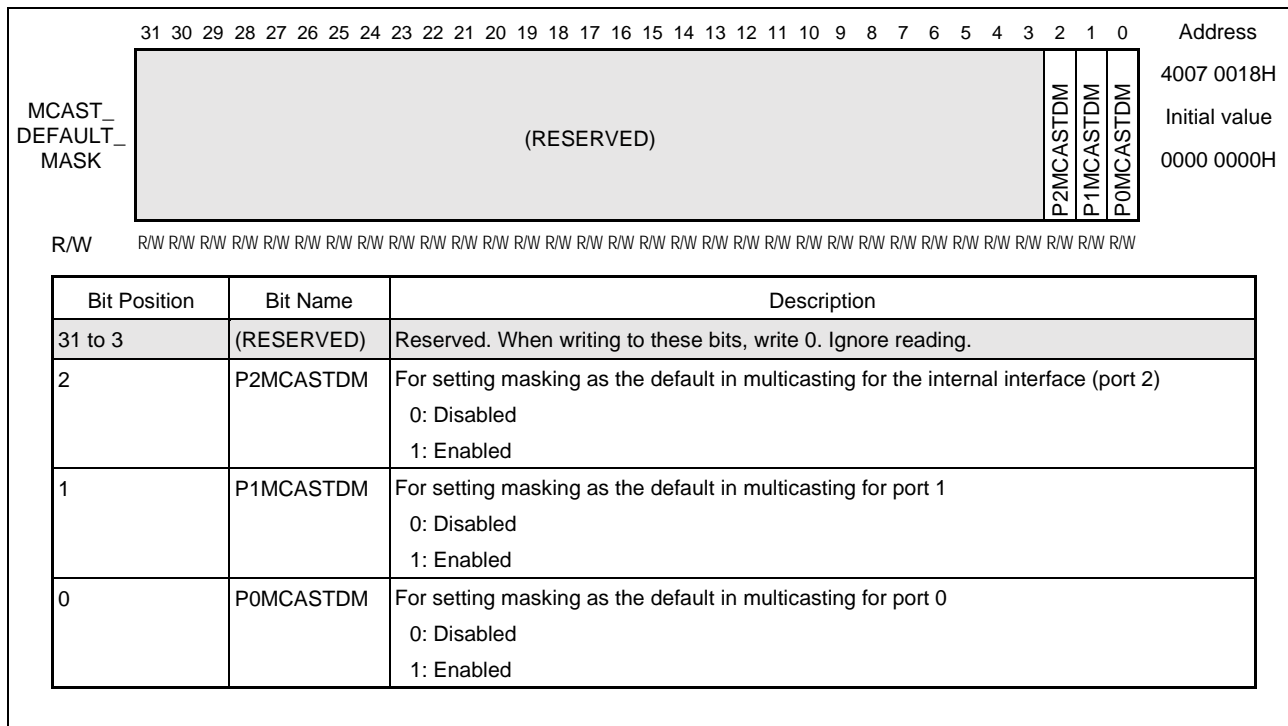 31 30 29 28 27 26 25 24 23 22 21 20 19 18 17 16 15 14 13 12 11 10 9 8 7 6 5 4 3 2 1 0 Address
MCAST_
DEFAULT_
MASK
(RESERVED)
P2MCASTDM
P1MCASTDM
P0MCASTDM
4007 0018H
Initial value
0000 0000H
R/W R/W R/W R/W R/W R/W R/W R/W R/W R/W R/W R/W R/W R/W R/W R/W R/W R/W R/W R/W R/W R/W R/W R/W R/W R/W R/W R/W R/W R/W R/W R/W R/W
Bit Position Bit Name Description
31 to 3 (RESERVED) Reserved. When writing to these bits, write 0. Ignore reading.
2 P2MCASTDM For setting masking as the default in multicasting for the internal interface (port 2)
0: Disabled
1: Enabled
1 P1MCASTDM For setting masking as the default in multicasting for port 1
0: Disabled
1: Enabled
0 P0MCASTDM For setting masking as the default in multicasting for port 0
0: Disabled
1: Enabled